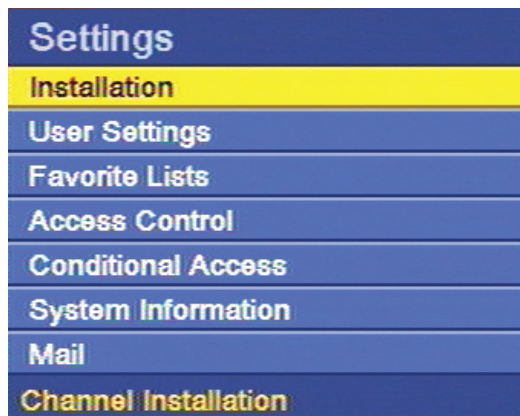 Settings
Installation
User Settings
Favorite Lists
Access Control
Conditional Access
System Information
Mail
Channel Installation